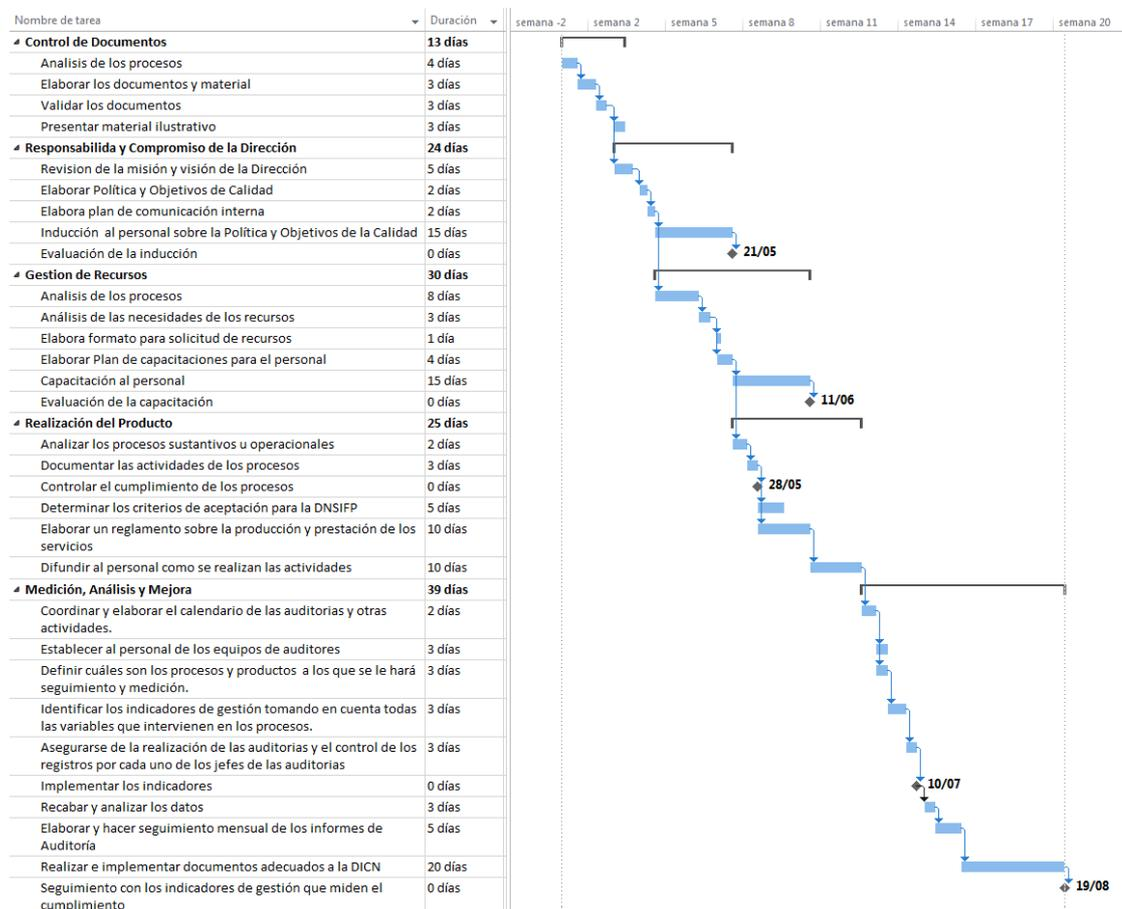 Nombre de tarea Duración semana -2 semana 2 semana 5 semana 8 semana 11 semana 14 semana 17 semana 20
Control de Documentos 13 días
Analisis de los procesos 4 días
Elaborar los documentos y material 3 días
Validar los documentos 3 días
Presentar material ilustrativo 3 días
Responsabilida y Compromiso de la Dirección 24 días
Revision de la misión y visión de la Dirección 5 días
Elaborar Política y Objetivos de Calidad 2 días
Elabora plan de comunicación interna 2 días
Inducción al personal sobre la Política y Objetivos de la Calidad 15 días
Evaluación de la inducción 0 días 21/05
Gestion de Recursos 30 días
Analisis de los procesos 8 días
Análisis de las necesidades de los recursos 3 días
Elabora formato para solicitud de recursos 1 día
Elaborar Plan de capacitaciones para el personal 4 días
Capacitación al personal 15 días
Evaluación de la capacitación 0 días 11/06
Realización del Producto 25 días
Analizar los procesos sustantivos u operacionales 2 días
Documentar las actividades de los procesos 3 días
Controlar el cumplimiento de los procesos 0 días 28/05
Determinar los criterios de aceptación para la DNSIFP 5 días
Elaborar un reglamento sobre la producción y prestación de los 10 días
servicios
Difundir al personal como se realizan las actividades 10 días
Medición, Análisis y Mejora 39 días
Coordinar y elaborar el calendario de las auditorias y otras 2 días
actividades.
Establecer al personal de los equipos de auditores 3 días
Definir cuáles son los procesos y productos a los que se le hará 3 días
seguimiento y medición.
Identificar los indicadores de gestión tomando en cuenta todas 3 días
las variables que intervienen en los procesos.
Asegurarse de la realización de las auditorias y el control de los 3 días
registros por cada uno de los jefes de las auditorias
Implementar los indicadores 0 días 10/07
Recabar y analizar los datos 3 días
Elaborar y hacer seguimiento mensual de los informes de 5 días
Auditoría
Realizar e implementar documentos adecuados a la DICN 20 días
Seguimiento con los indicadores de gestión que miden el 0 días 19/08
cumplimiento